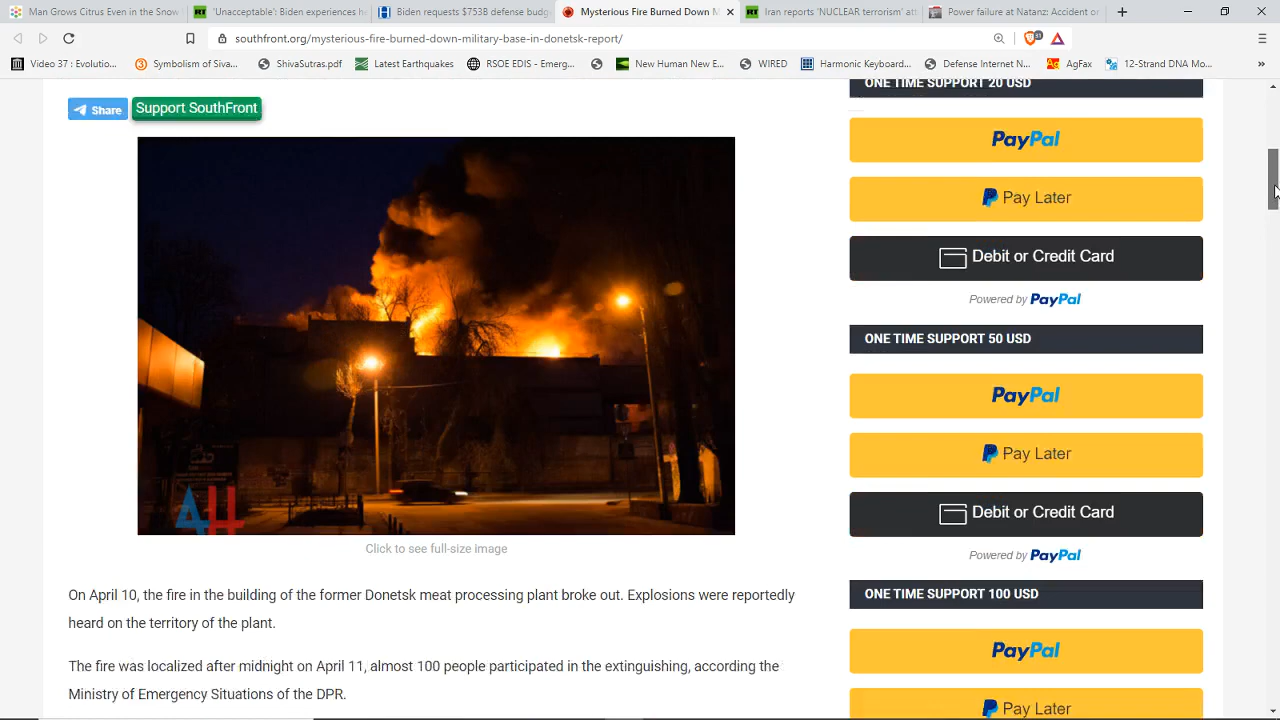 Man Grows Citrus Even in the Snow
RT 'Unacceptable': Biden experiences h
Biden requests $753B defense budg
Mysterious Fire Burned Down M
RT Iran reports 'NUCLEAR terrorism' at
Power failure at Natanz: Accident or
southfront.org/mysterious-fire-burned-down-military-base-in-donetsk-report/
Video 37 : Evolutio...
Symbolism of Siva...
ShivaSutras.pdf
Latest Earthquakes
RSOE EDIS - Emerg...
New Human New E...
WIRED
Harmonic Keyboard...
Defense Internet N...
Ag AgFax
12-Strand DNA Mo...
Share
Support SouthFront
Click to see full-size image
On April 10, the fire in the building of the former Donetsk meat processing plant broke out. Explosions were reportedly
heard on the territory of the plant.
The fire was localized after midnight on April 11, almost 100 people participated in the extinguishing, according the
Ministry of Emergency Situations of the DPR.
ONE TIME SUPPORT 20 USD
PayPal
Pay Later
Debit or Credit Card
Powered by PayPal
ONE TIME SUPPORT 50 USD
PayPal
Pay Later
Debit or Credit Card
Powered by PayPal
ONE TIME SUPPORT 100 USD
PayPal
Pay Later